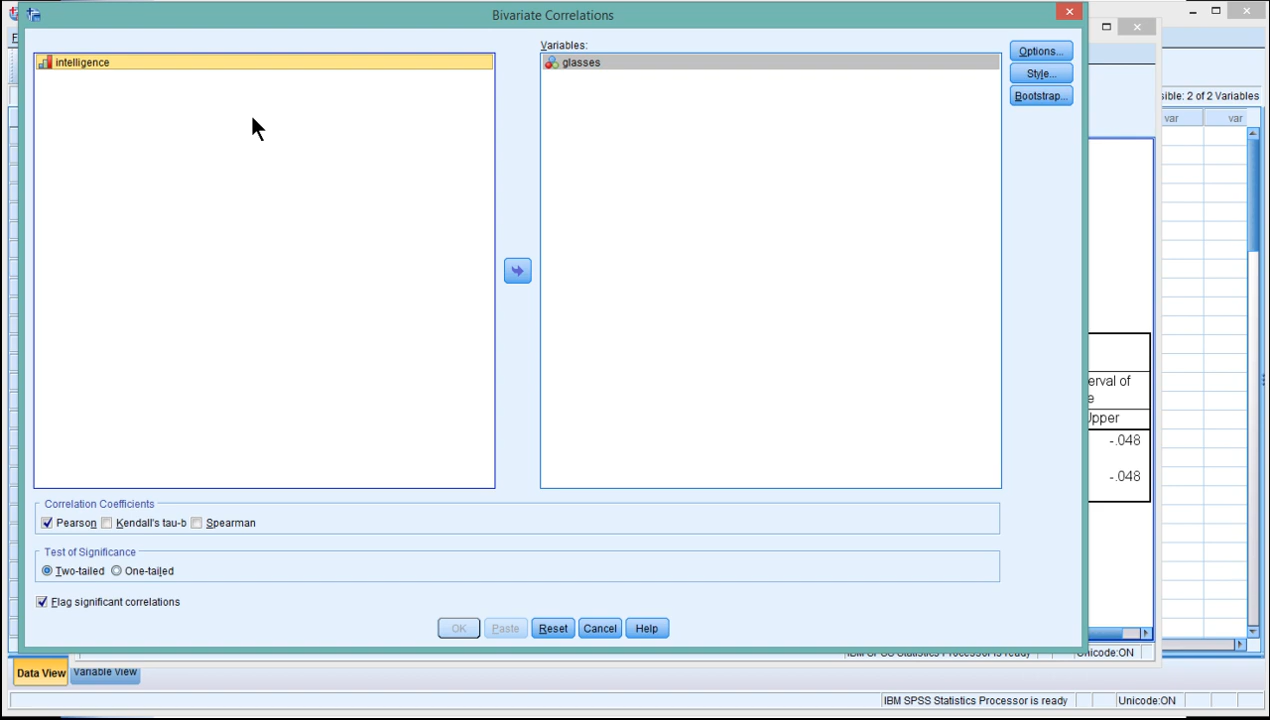 Bivariate Correlations
F
Variables:
intelligence
glasses
Options...
Style...
Bootstrap...
sible: 2 of 2 Variables
var
var
erval of
e
Upper
-.048
-.048
Correlation Coefficients
Pearson Kendall's tau-b Spearman
Test of Significance
Two-tailed One-tailed
Flag significant correlations
OK Paste Reset Cancel Help
IBM SPSS Statistics Processor is ready Unicode:ON
Data View Variable View
IBM SPSS Statistics Processor is ready Unicode:ON